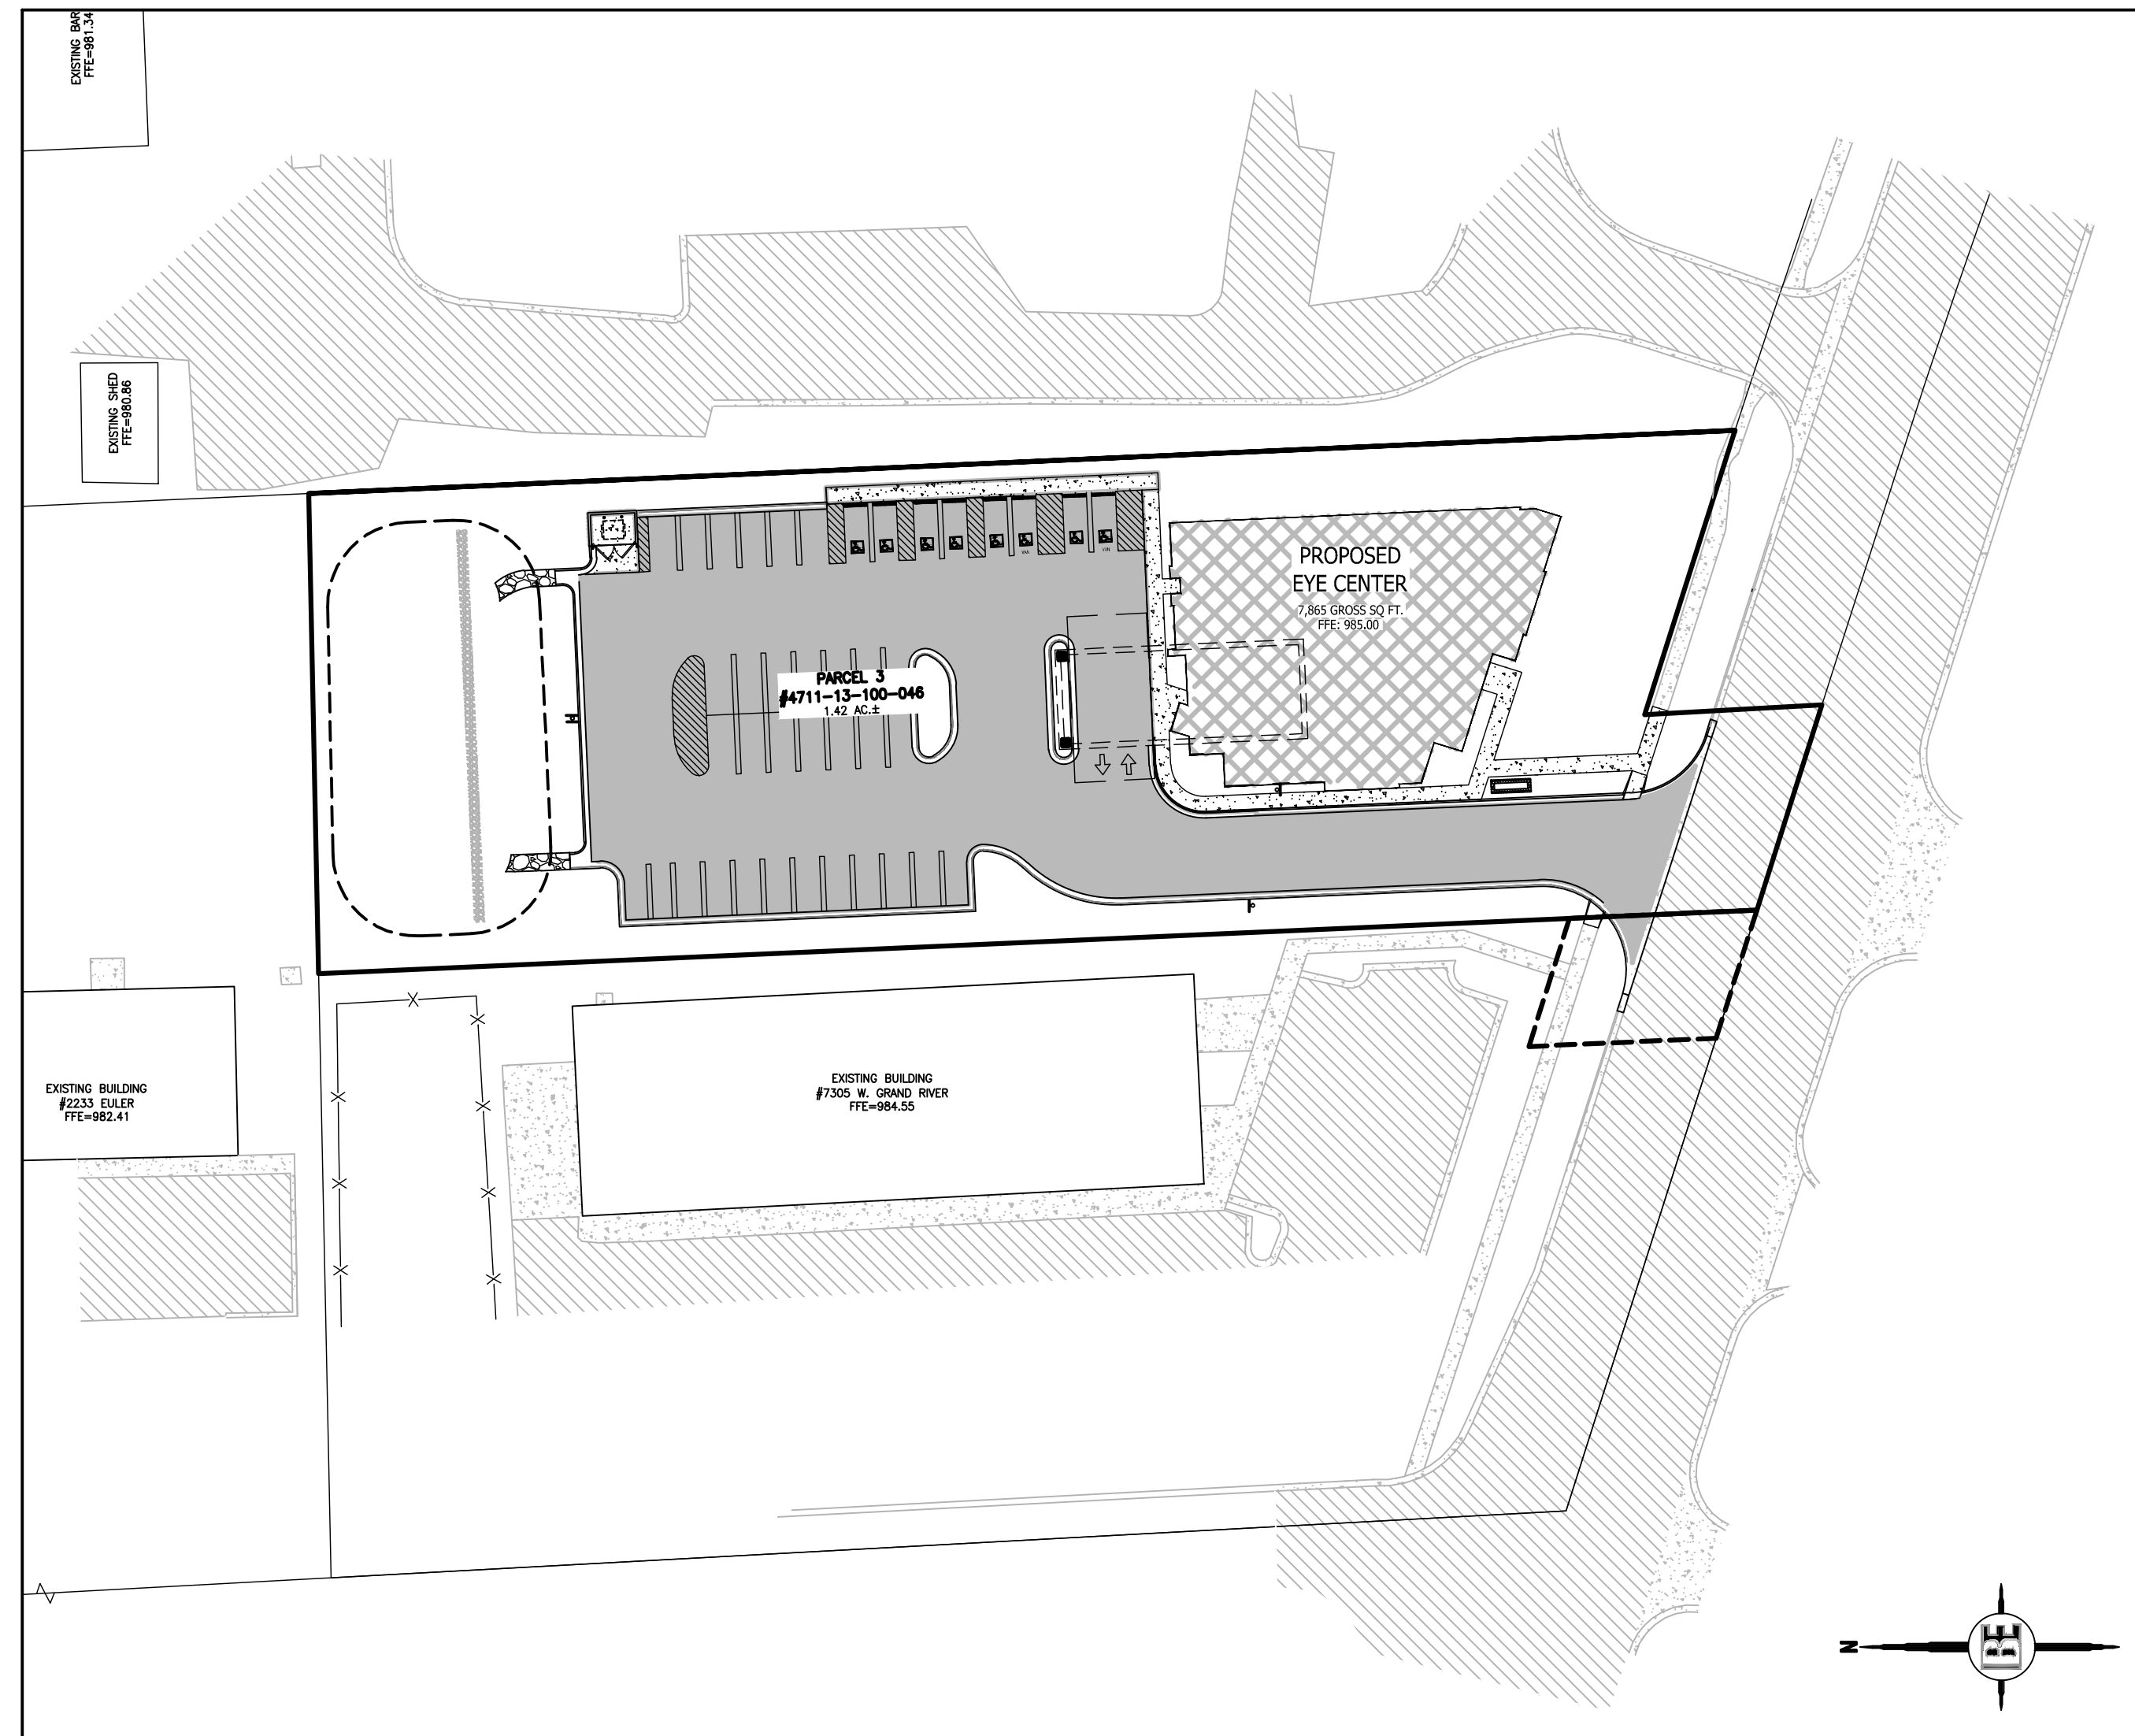 EXISTING BAR
FFE=981.34
EXISTING SHED
FFE=980.86
PROPOSED
EYE CENTER
7,865 GROSS SQ FT.
FFE: 985.00
PARCEL 3
#4711-13-100-046
1.42 AC.±
EXISTING BUILDING
#2233 EULER
FFE=982.41
EXISTING BUILDING
#7305 W. GRAND RIVER
FFE=984.55
N
BE